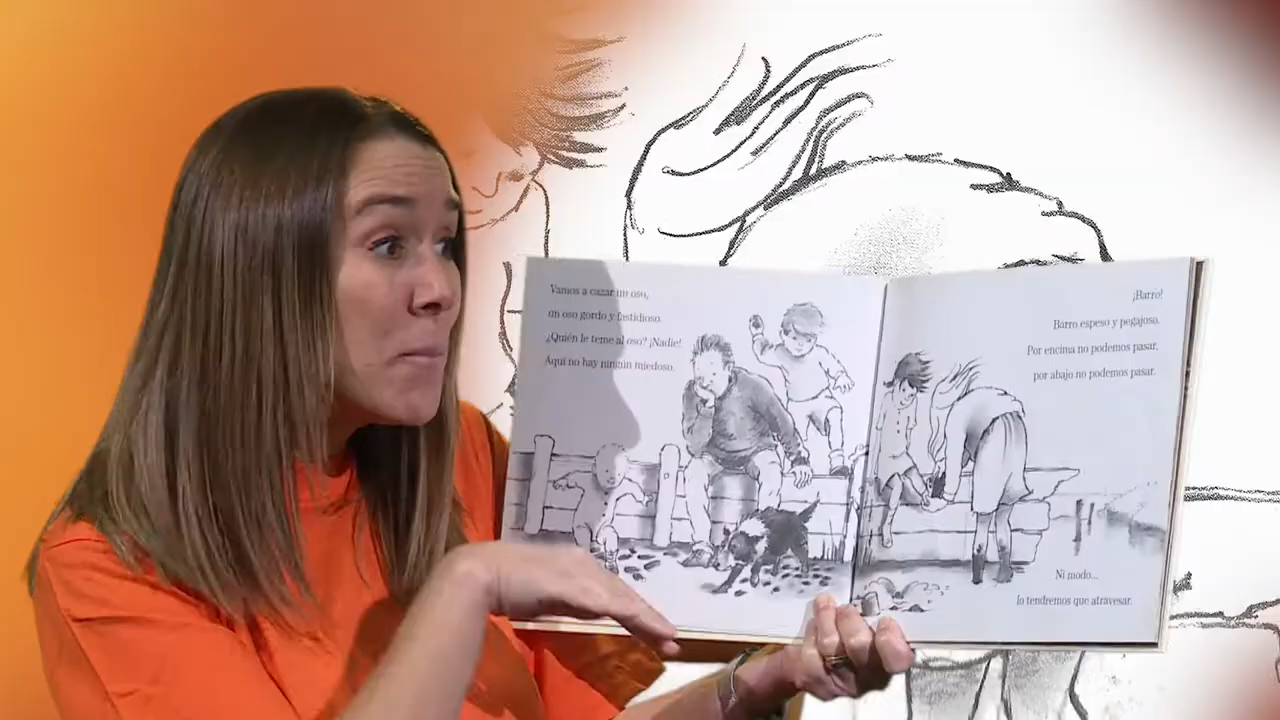 Vamos a cazar un oso,
un oso gordo y fastidioso.
¿Quién le teme al oso? ¡Nadie!
Aquí no hay ningún miedoso.
¡Barro!
Barro espeso y pegajoso.
Por encima no podemos pasar,
por abajo no podemos pasar.
Ni modo...
lo tendremos que atravesar.